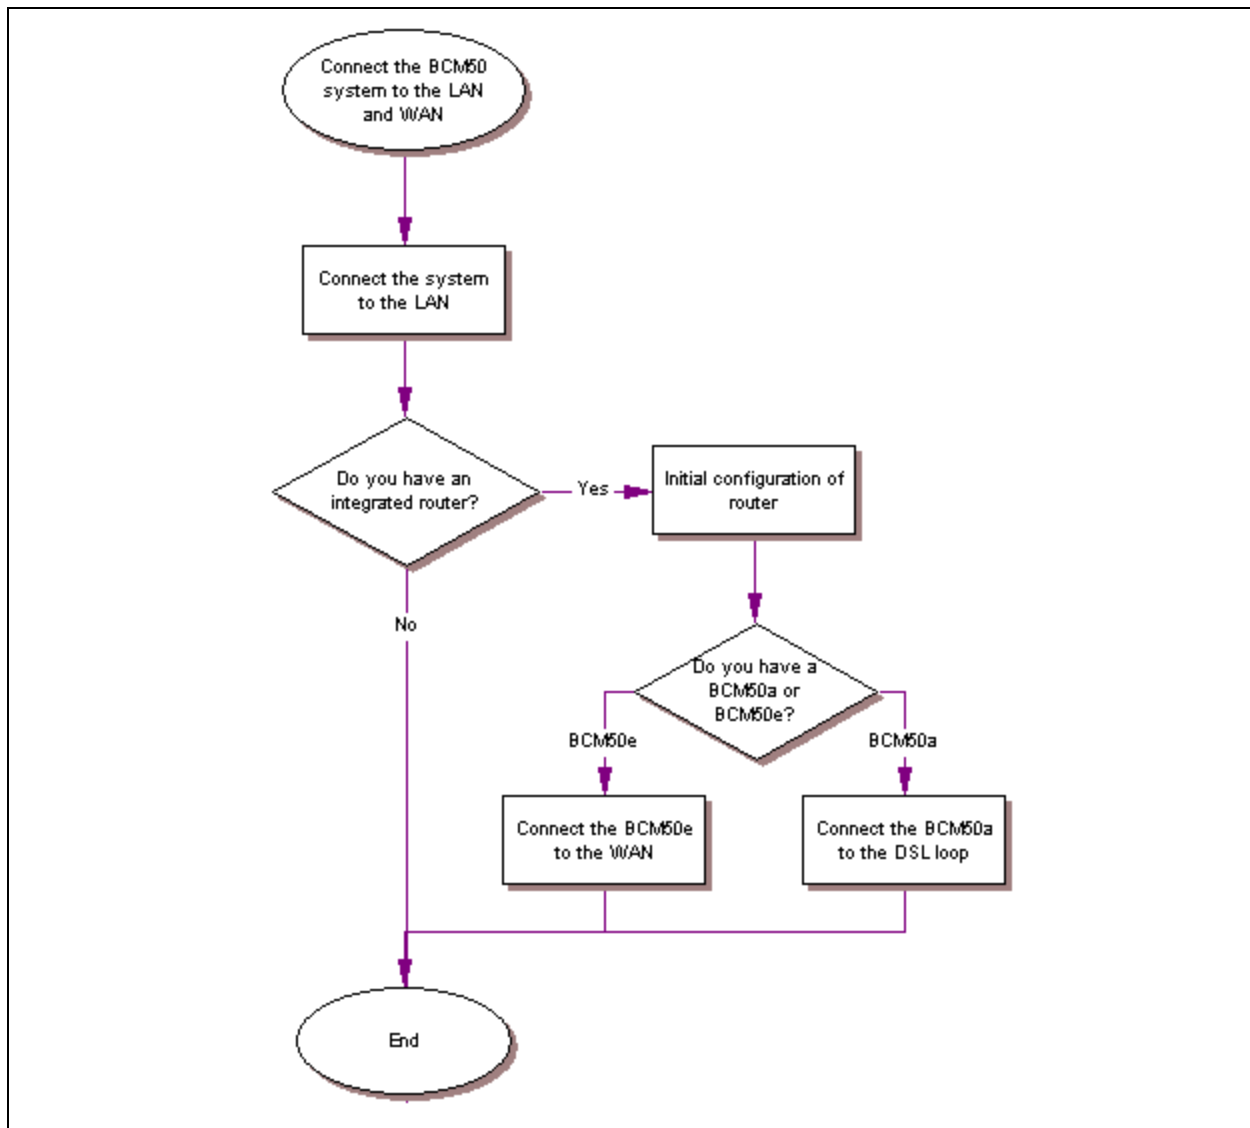 Connect the BCM50
system to the LAN
and WAN
Connect the system
to the LAN
Do you have an
integrated router?
Yes
Initial configuration of
router
No
Do you have a
BCM50a or
BCM50e?
BCM50e
BCM50a
Connect the BCM50e
to the WAN
Connect the BCM50a
to the DSL loop
End